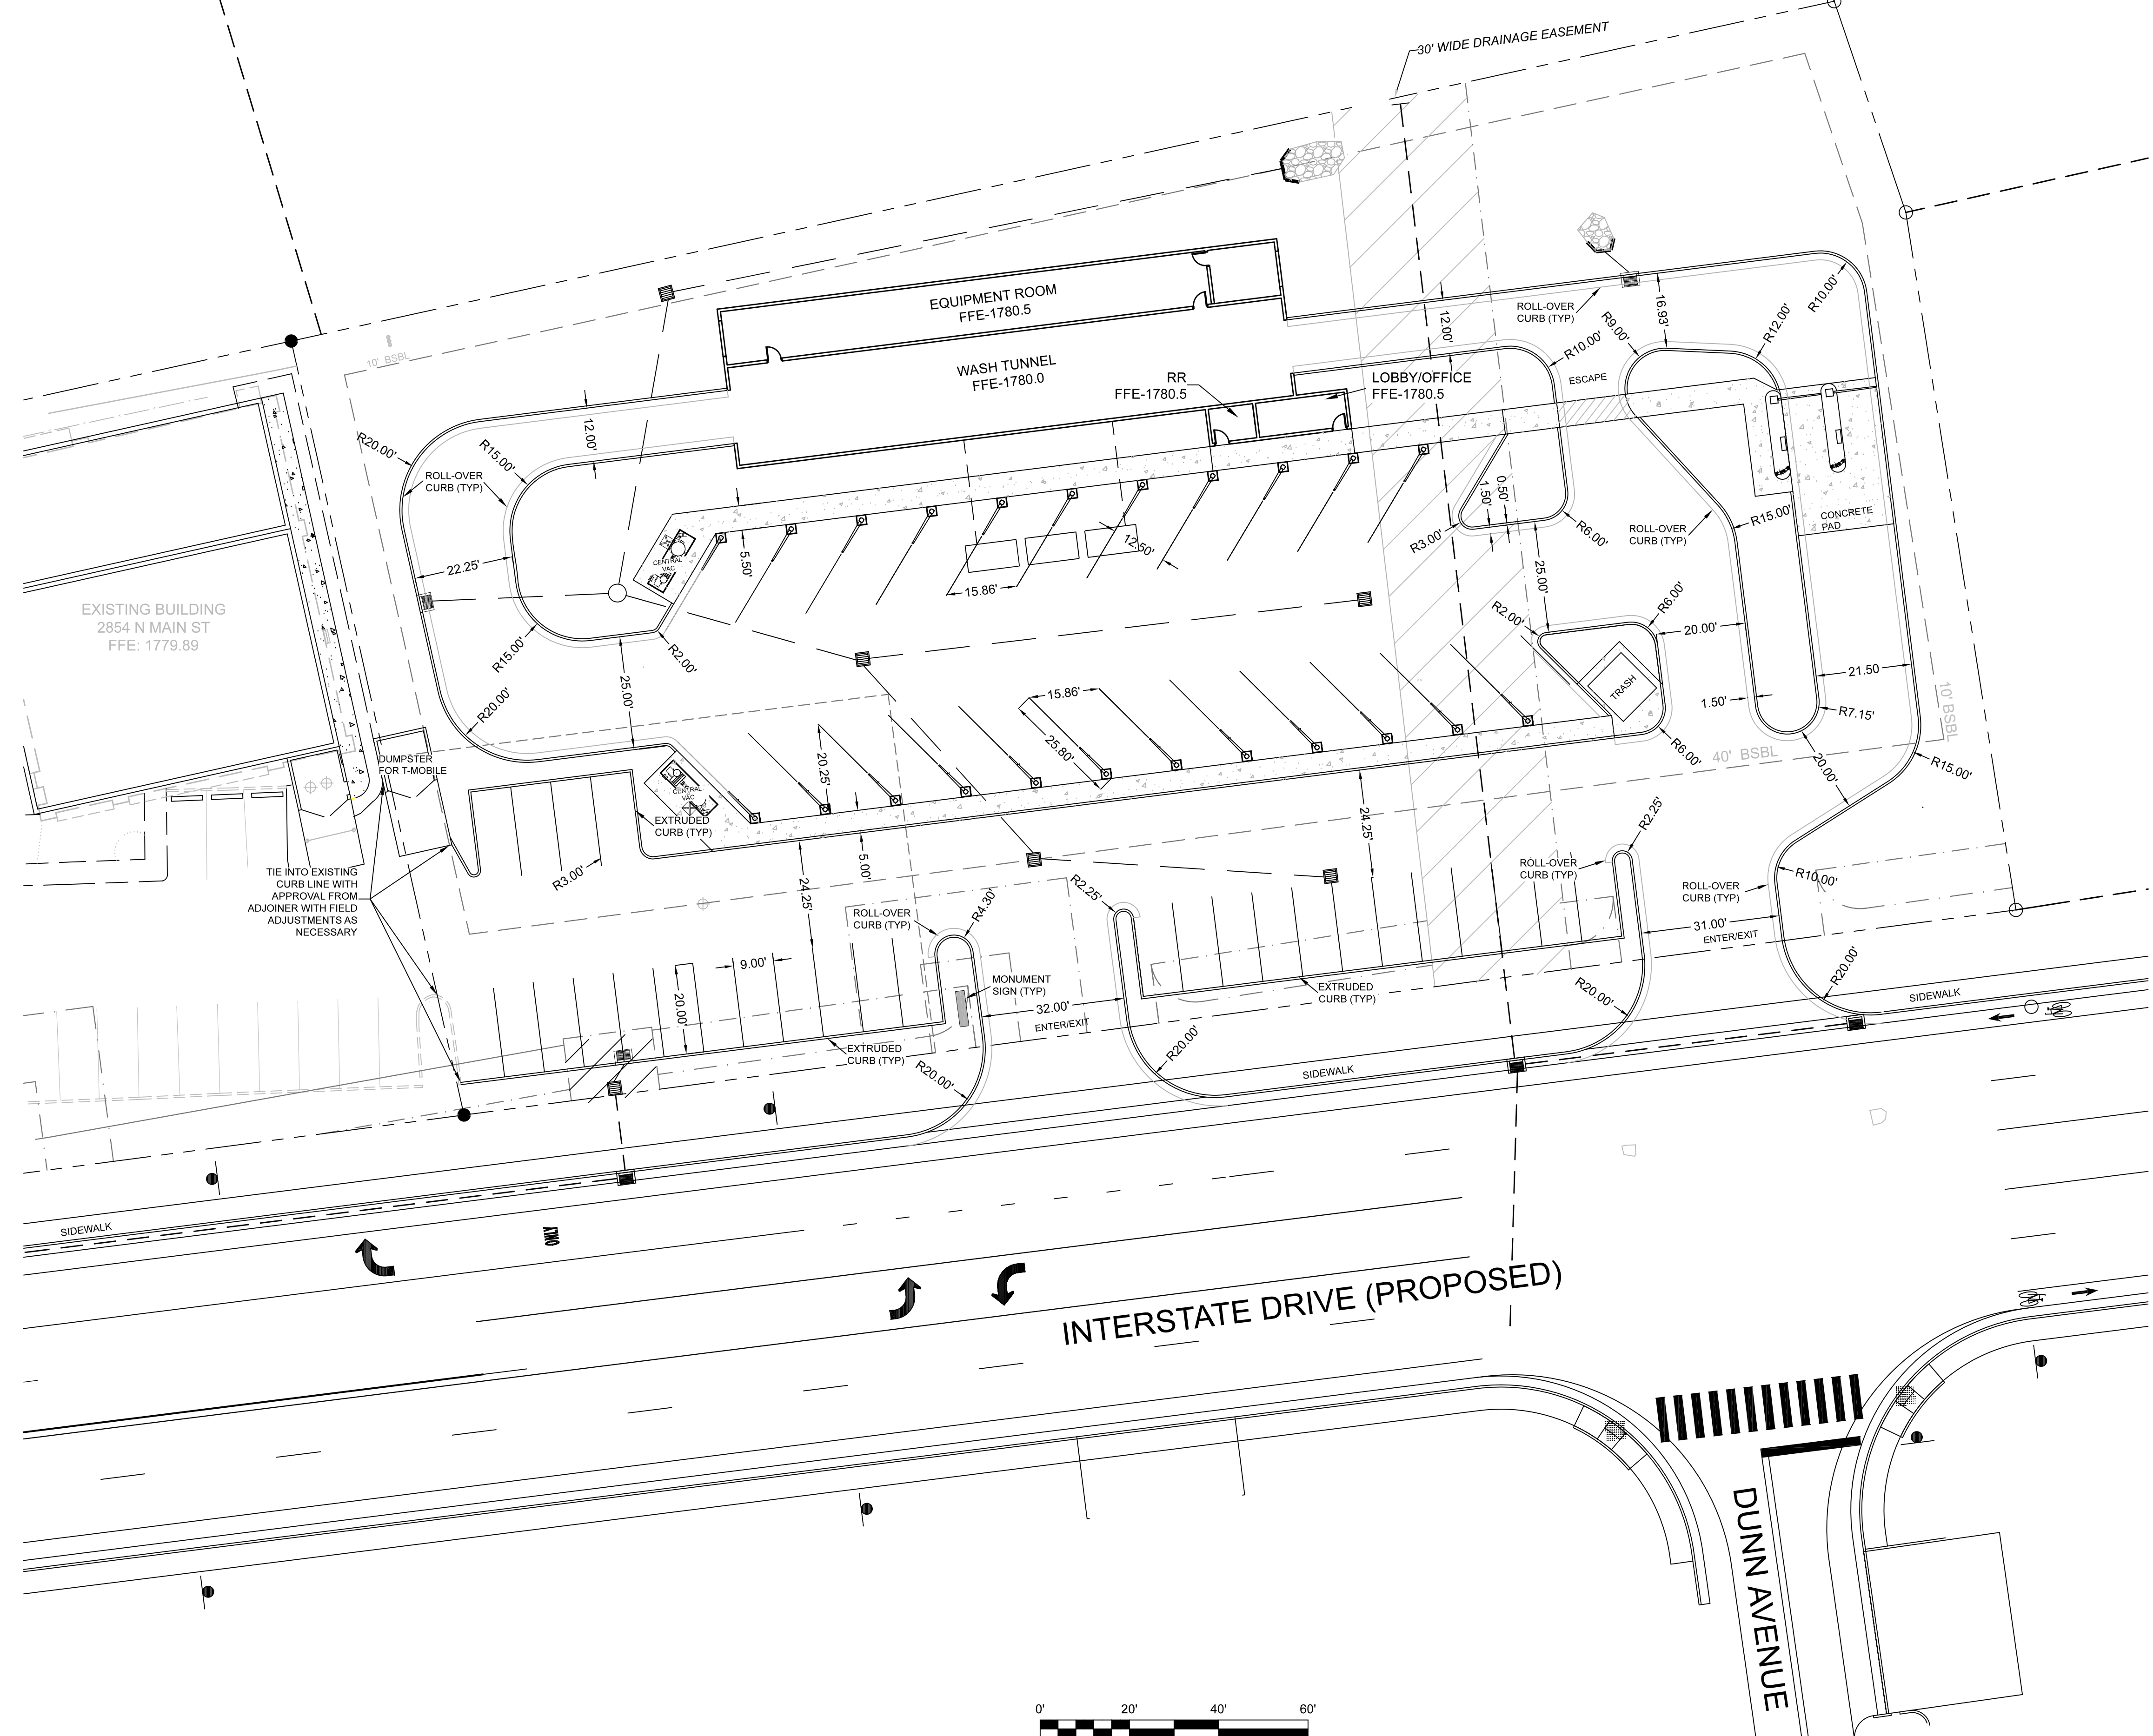 30' WIDE DRAINAGE EASEMENT
10' BSBL
EQUIPMENT ROOM
FFE-1780.5
WASH TUNNEL
FFE-1780.0
RR
FFE-1780.5
LOBBY/OFFICE
FFE-1780.5
12.00'
ROLL-OVER
CURB (TYP)
16.93'
R9.00'
R12.00'
R10.00'
R10.00'
ESCAPE
R20.00'
R15.00'
12.00'
ROLL-OVER
CURB (TYP)
22.25'
CENTRAL
VAC
5.50'
15.86'
12.50'
R3.00'
1.50'
0.50'
R6.00'
ROLL-OVER
CURB (TYP)
R15.00'
CONCRETE
PAD
25.00'
EXISTING BUILDING
2854 N MAIN ST
FFE: 1779.89
R15.00'
R2.00'
25.00'
R20.00'
R2.00'
R6.00'
20.00'
TRASH
21.50
1.50'
R7.15'
R6.00'
20.00'
R15.00'
10' BSBL
40' BSBL
15.86'
25.80'
20.25'
DUMPSTER
FOR T-MOBILE
CENTRAL
VAC
EXTRUDED
CURB (TYP)
R3.00'
5.00'
24.25'
24.25'
TIE INTO EXISTING
CURB LINE WITH
APPROVAL FROM
ADJOINER WITH FIELD
ADJUSTMENTS AS
NECESSARY
ROLL-OVER
CURB (TYP)
R4.30'
R2.25'
ROLL-OVER
CURB (TYP)
R2.25'
ROLL-OVER
CURB (TYP)
R10.00'
31.00'
ENTER/EXIT
9.00'
20.00'
MONUMENT
SIGN (TYP)
32.00'
ENTER/EXIT
EXTRUDED
CURB (TYP)
R20.00'
R20.00'
EXTRUDED
CURB (TYP)
R20.00'
R20.00'
SIDEWALK
SIDEWALK
SIDEWALK
ONLY
INTERSTATE DRIVE (PROPOSED)
DUNN AVENUE
0' 20' 40' 60'